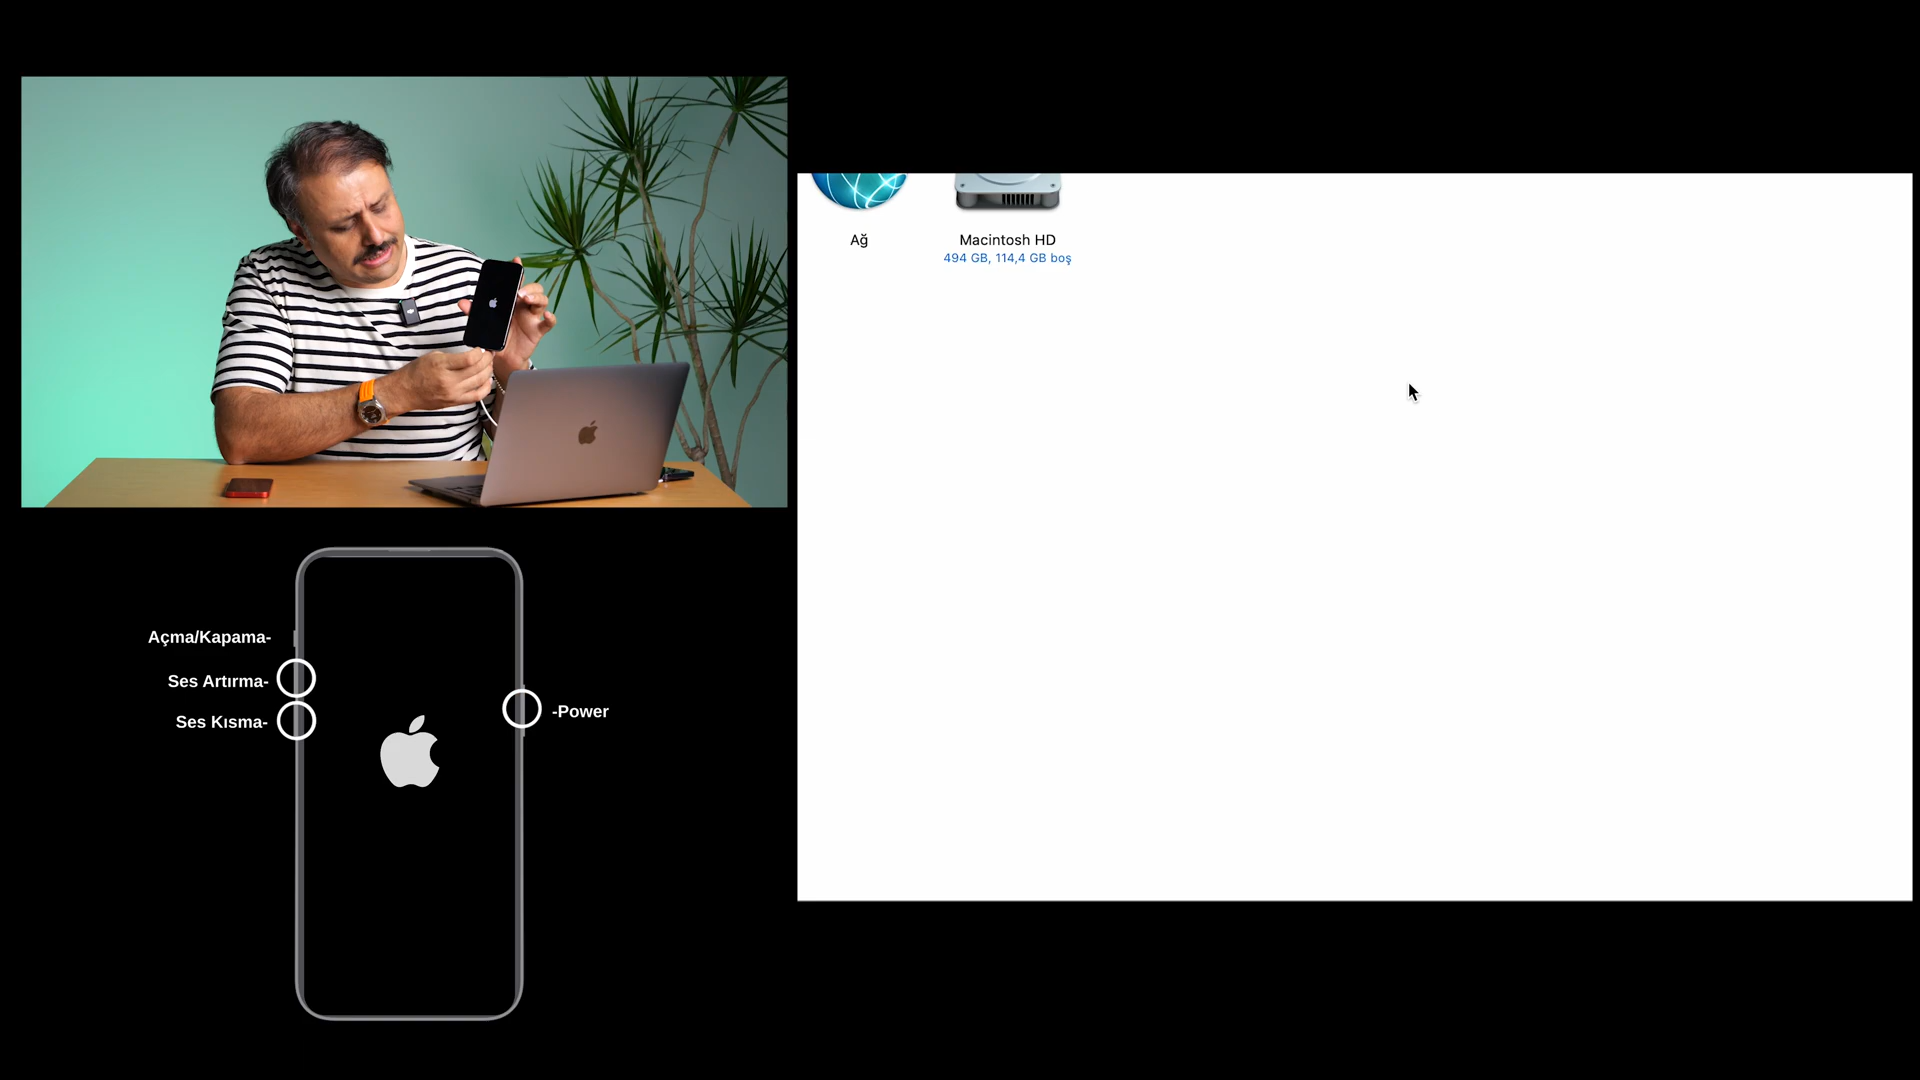 Ağ
Macintosh HD
494 GB, 114,4 GB boş
Açma/Kapama-
Ses Artırma-
Ses Kısma-
-Power